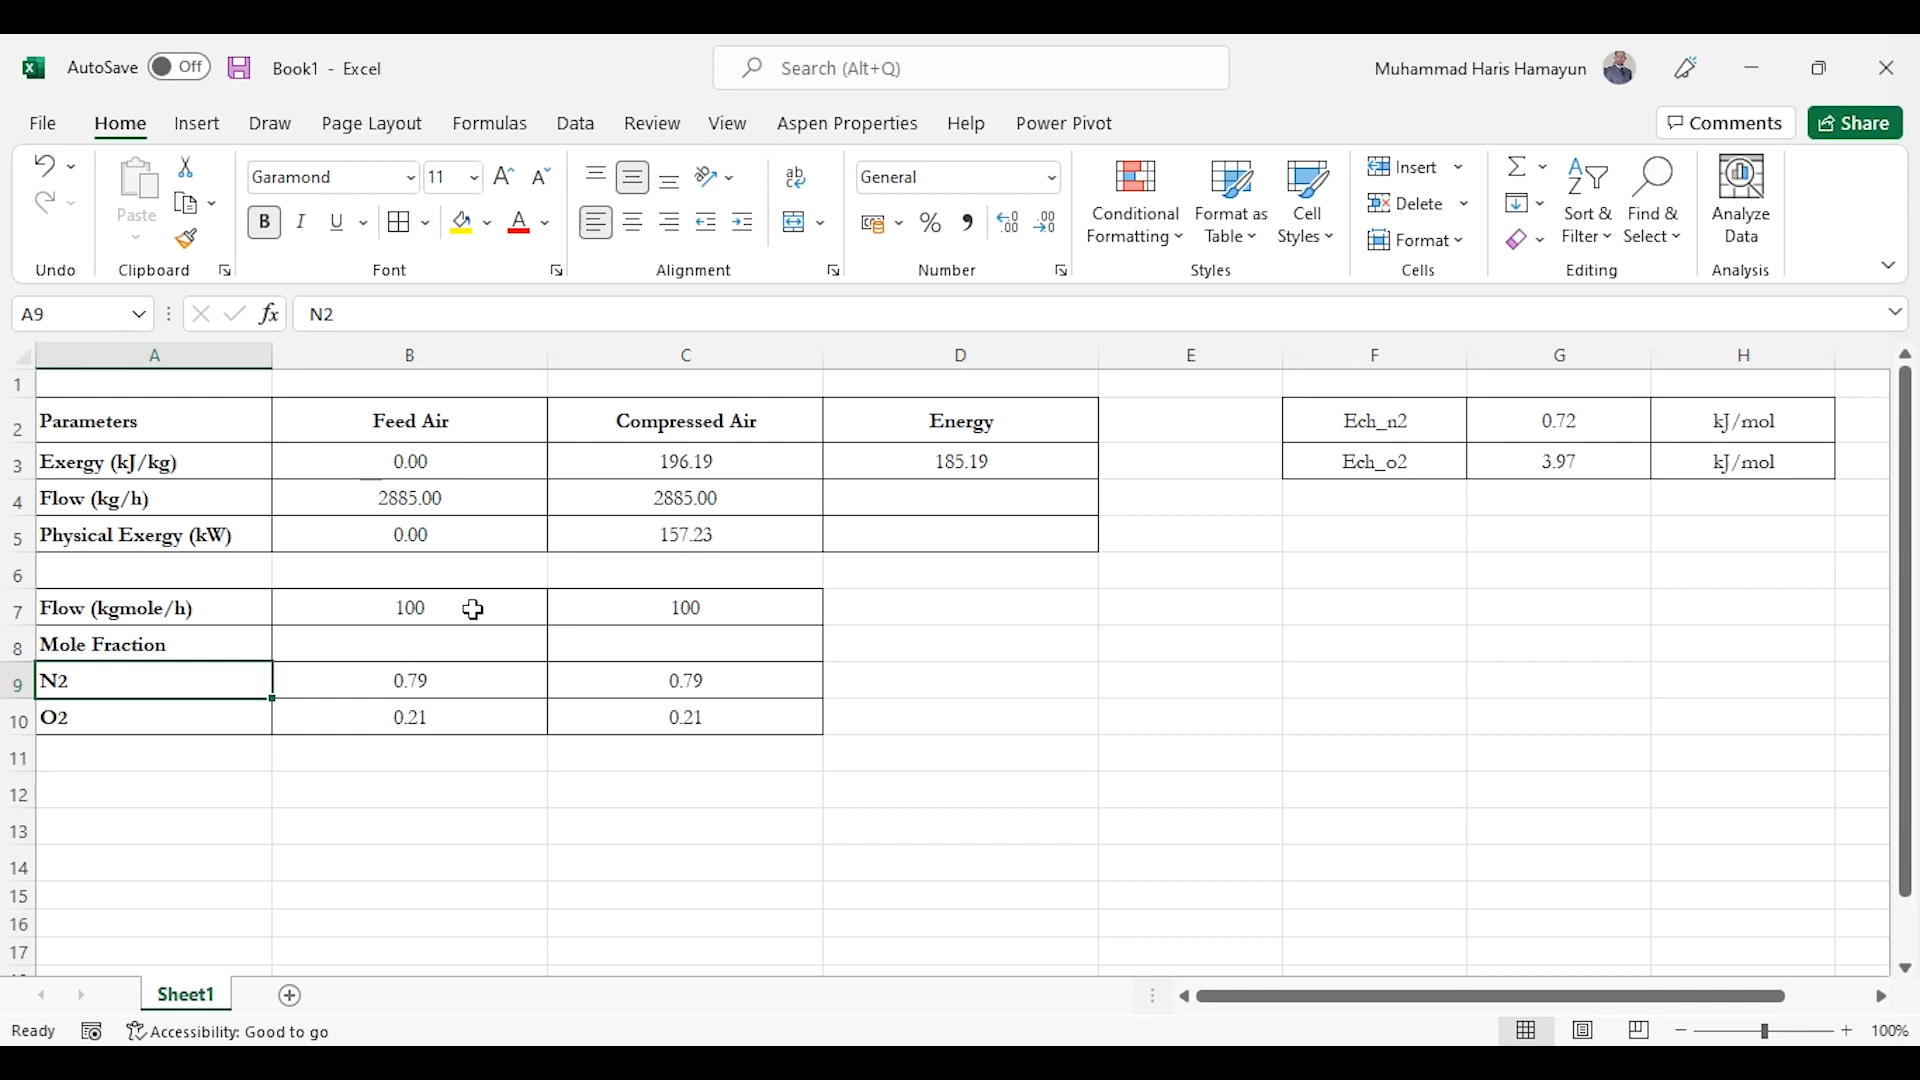 AutoSave Off Book1 - Excel Search (Alt+Q) Muhammad Haris Hamayun
File Home Insert Draw Page Layout Formulas Data Review View Aspen Properties Help Power Pivot Comments Share
Paste Garamond 11 General Insert
Conditional Formatting Format as Table Cell Styles Delete Sort & Filter Find & Select Analyze Data
B I U A % Format
Undo Clipboard Font Alignment Number Styles Cells Editing Analysis
A9 fx N2
A B C D E F G H
1
2 Parameters Feed Air Compressed Air Energy Ech_n2 0.72 kJ/mol
3 Exergy (kJ/kg) 0.00 196.19 185.19 Ech_o2 3.97 kJ/mol
4 Flow (kg/h) 2885.00 2885.00
5 Physical Exergy (kW) 0.00 157.23
6
7 Flow (kgmole/h) 100 100
8 Mole Fraction
9 N2 0.79 0.79
10 O2 0.21 0.21
11
12
13
14
15
16
17
Sheet1
Ready Accessibility: Good to go 100%